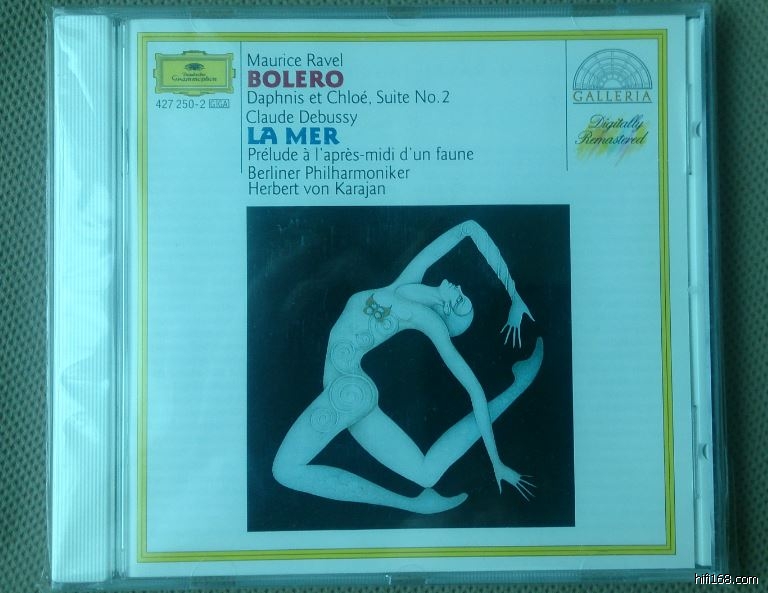 Deutsche
Grammophon
427 250-2 GIGA
Maurice Ravel
BOLERO
Daphnis et Chloé, Suite No. 2
Claude Debussy
LA MER
Prélude à l'après-midi d'un faune
Berliner Philharmoniker
Herbert von Karajan
GALLERIA
Digitally
Remastered
hifi168.com